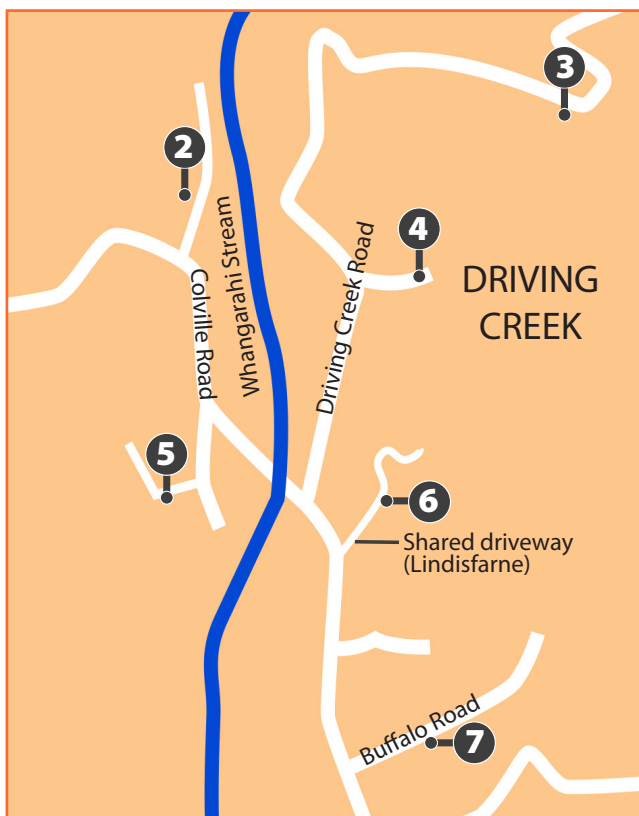 3
2
4
DRIVING
CREEK
Whangarahi Stream
Driving Creek Road
Colville Road
5
6
Shared driveway
(Lindisfarne)
Buffalo Road
7